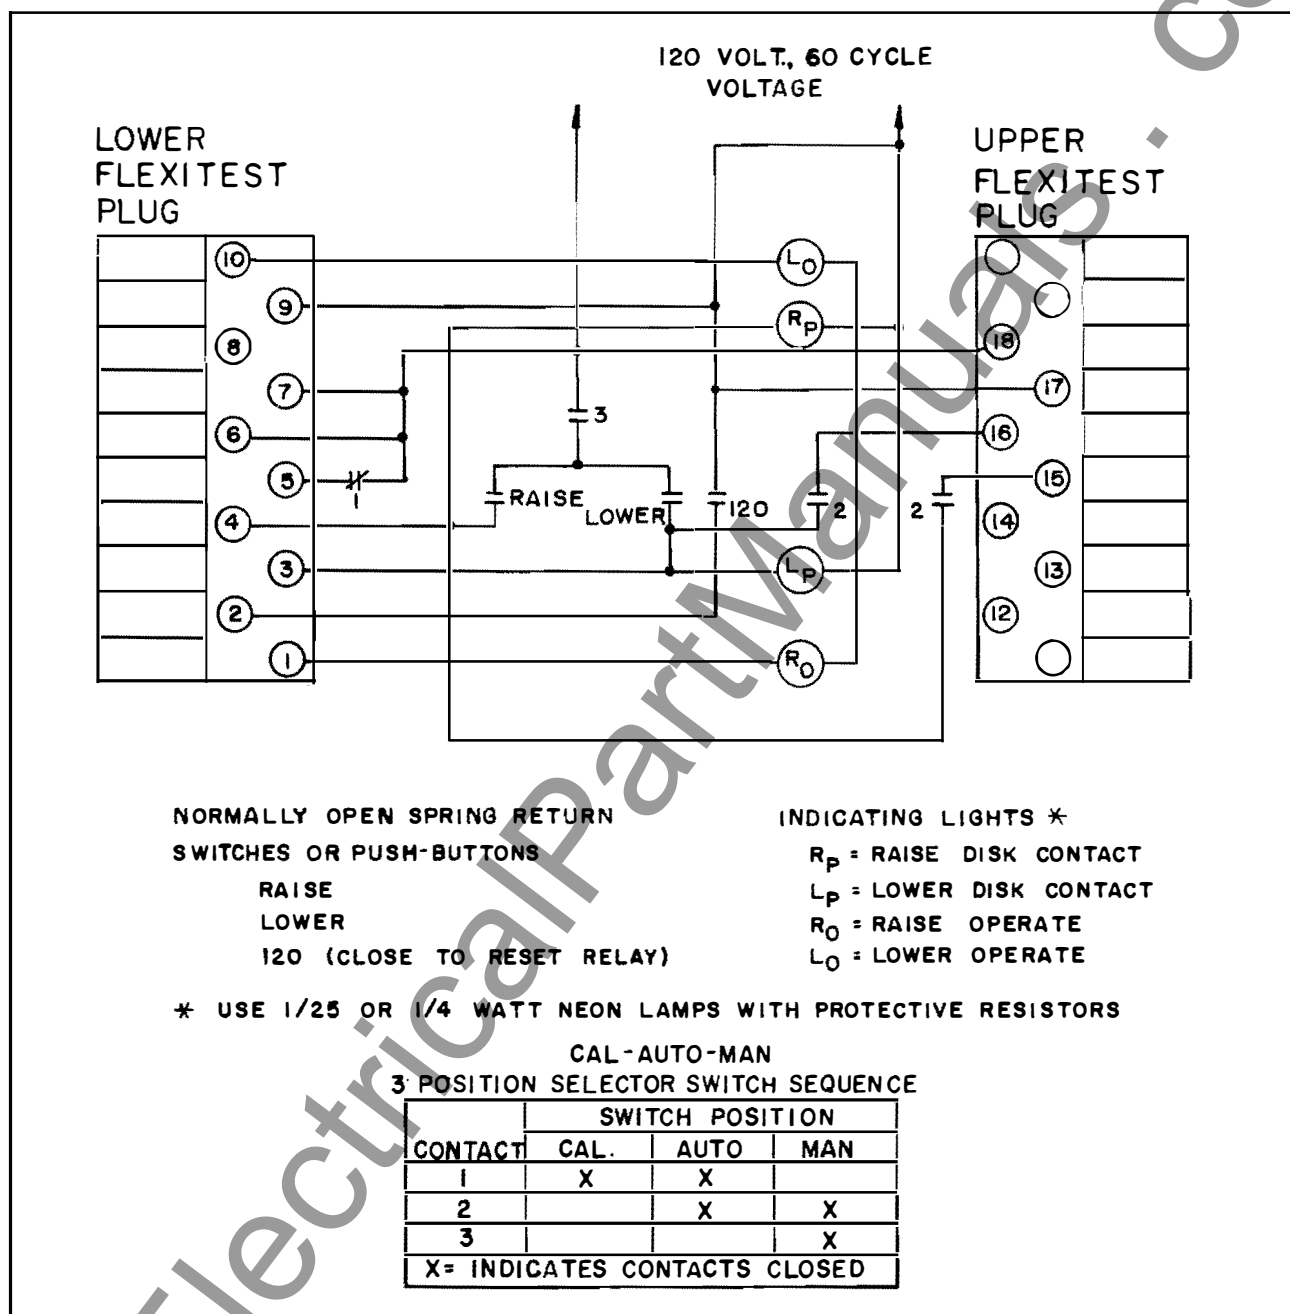 120 VOLT., 60 CYCLE
VOLTAGE
LOWER
FLEXITEST
PLUG
UPPER
FLEXITEST
PLUG
10
9
8
7
6
5
4
3
2
1
LO
RP
LP
RO
18
17
16
15
14
13
12
3
1
RAISE
LOWER
120
2
2
NORMALLY OPEN SPRING RETURN
SWITCHES OR PUSH-BUTTONS
RAISE
LOWER
120 (CLOSE TO RESET RELAY)
INDICATING LIGHTS *
RP = RAISE DISK CONTACT
LP = LOWER DISK CONTACT
RO = RAISE OPERATE
LO = LOWER OPERATE
* USE 1/25 OR 1/4 WATT NEON LAMPS WITH PROTECTIVE RESISTORS
CAL-AUTO-MAN
3 POSITION SELECTOR SWITCH SEQUENCE
SWITCH POSITION
CONTACT CAL. AUTO MAN
1 X X
2 X X
3 X
X= INDICATES CONTACTS CLOSED
ElectricalPartManuals . co